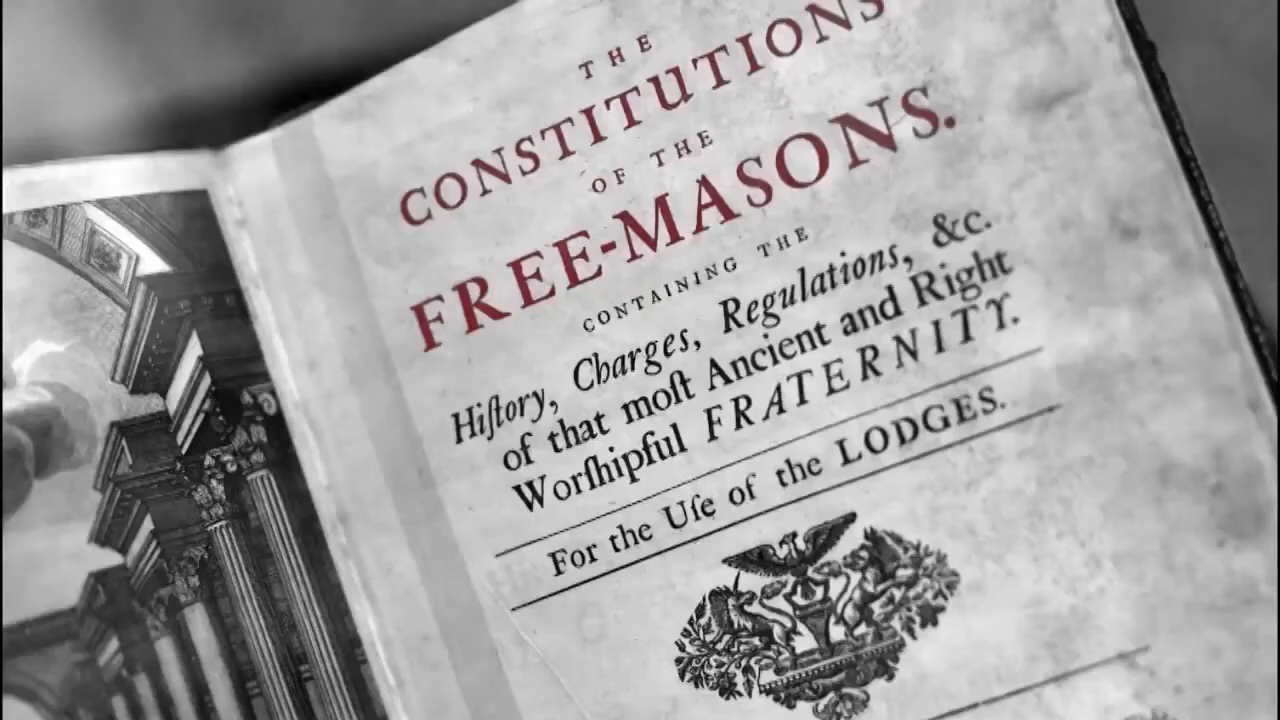 THE
CONSTITUTIONS
OF THE
FREE-MASONS.
CONTAINING THE
Hiſtory, Charges, Regulations, &c.
of that moſt Ancient and Right
Worſhipful FRATERNITY.
For the Uſe of the LODGES.